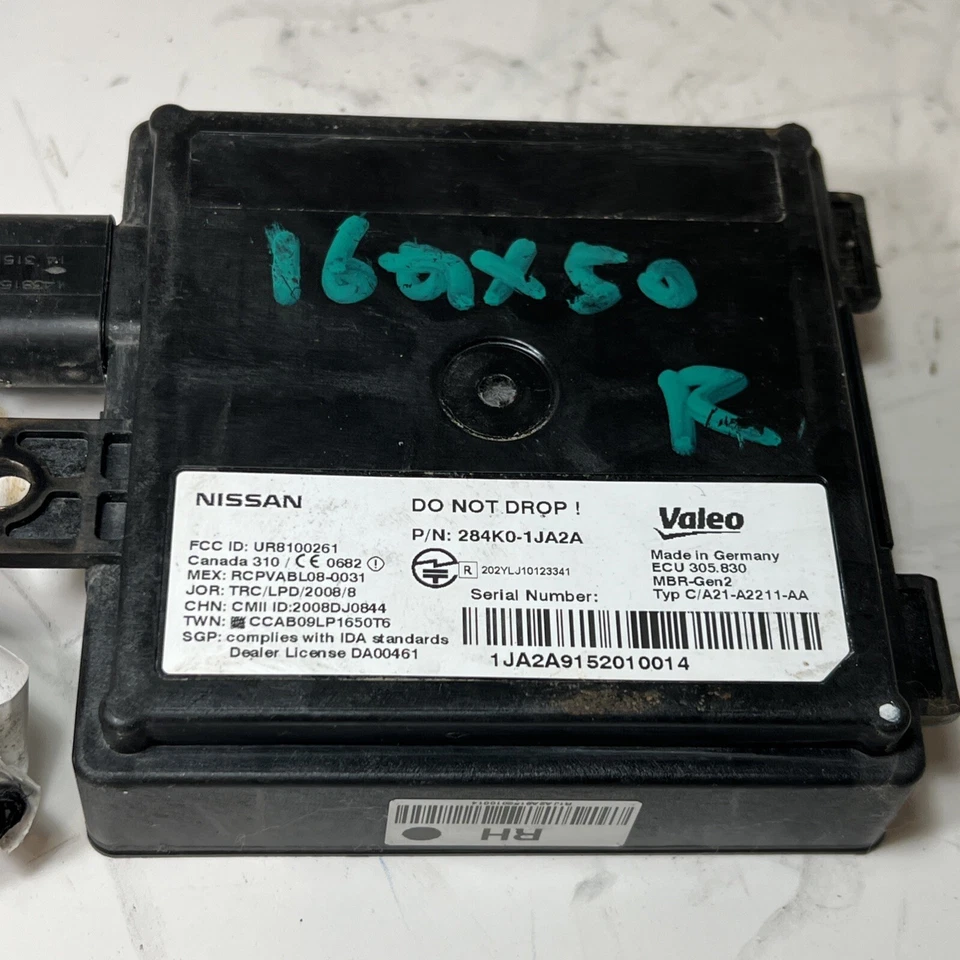 16QX50
R
NISSAN
DO NOT DROP !
Valeo
P/N: 284K0-1JA2A
FCC ID: UR8100261
Canada 310 / CE 0682
MEX: RCPVABL08-0031
JOR: TRC/LPD/2008/8
CHN: CMII ID:2008DJ0844
TWN: CCAB09LP1650T6
SGP: complies with IDA standards
Dealer License DA00461
R 202YLJ10123341
Made in Germany
ECU 305.830
MBR-Gen2
Typ C/A21-A2211-AA
Serial Number:
1JA2A9152010014
RH